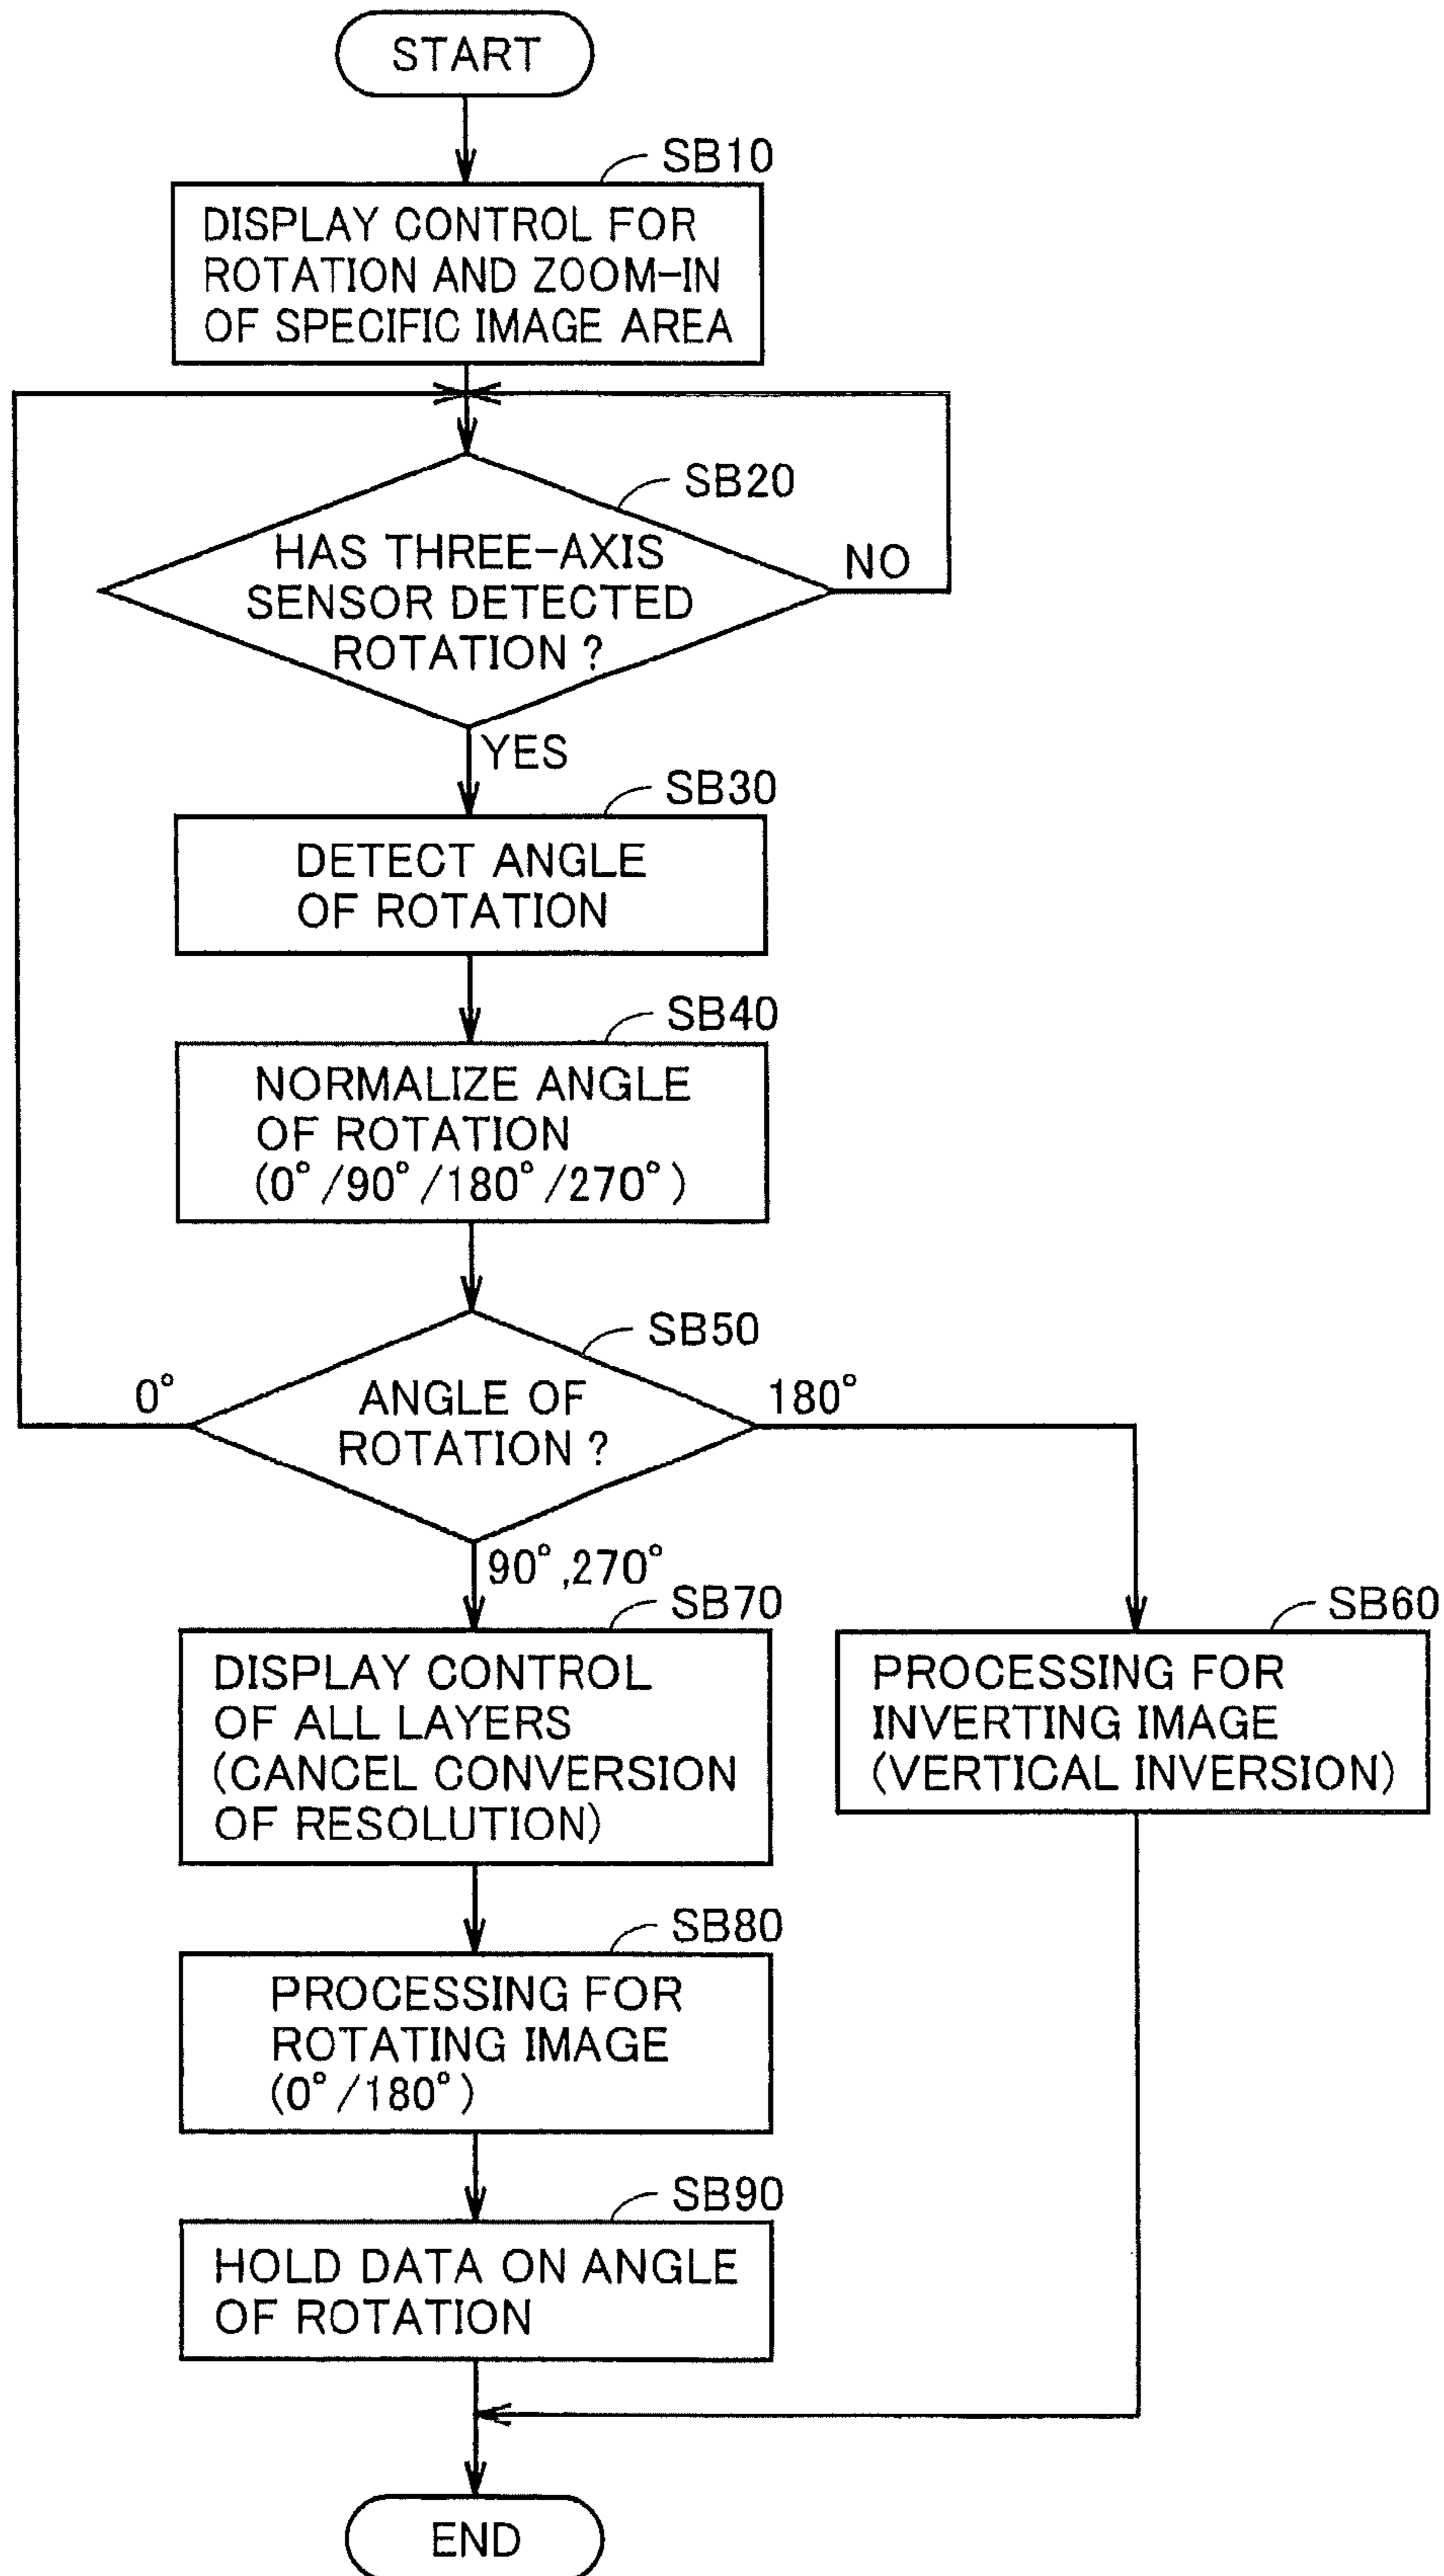 START
SB10
DISPLAY CONTROL FOR
ROTATION AND ZOOM-IN
OF SPECIFIC IMAGE AREA
SB20
HAS THREE-AXIS
SENSOR DETECTED
ROTATION ?
NO
YES
SB30
DETECT ANGLE
OF ROTATION
SB40
NORMALIZE ANGLE
OF ROTATION
(0°/90°/180°/270°)
SB50
0°
ANGLE OF
ROTATION ?
180°
90°,270°
SB70
DISPLAY CONTROL
OF ALL LAYERS
(CANCEL CONVERSION
OF RESOLUTION)
SB60
PROCESSING FOR
INVERTING IMAGE
(VERTICAL INVERSION)
SB80
PROCESSING FOR
ROTATING IMAGE
(0°/180°)
SB90
HOLD DATA ON ANGLE
OF ROTATION
END